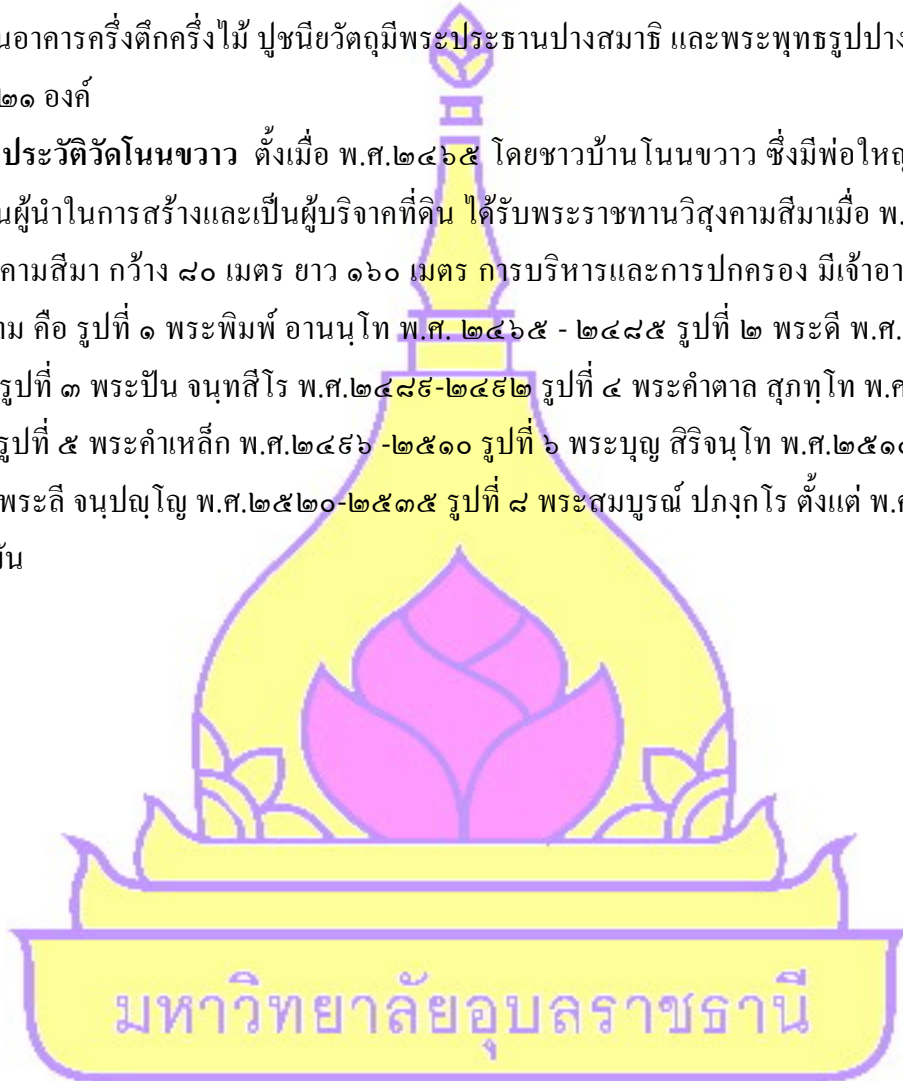 นอาคารครึ่งตึกครึ่งไม้ ปูชนียวัตถุมีพระประธานปางสมาธิ และพระพุทธรูปปาง
๒๑ องค์
ประวัติวัดโนนขวาว ตั้งเมื่อ พ.ศ.๒๔๖๕ โดยชาวบ้านโนนขวาว ซึ่งมีพ่อใหญ่
นผู้นำในการสร้างและเป็นผู้บริจาคที่ดิน ได้รับพระราชทานวิสุงคามสีมาเมื่อ พ.
คามสีมา กว้าง ๘๐ เมตร ยาว ๑๖๐ เมตร การบริหารและการปกครอง มีเจ้าอา
าม คือ รูปที่ ๑ พระพิมพ์ อานนฺโท พ.ศ. ๒๔๖๕ - ๒๔๘๕ รูปที่ ๒ พระดี พ.ศ.
รูปที่ ๓ พระปัน จนฺทสีโร พ.ศ.๒๔๘๙-๒๔๙๒ รูปที่ ๔ พระคำตาล สุภทฺโท พ.ศ
รูปที่ ๕ พระคำเหล็ก พ.ศ.๒๔๙๖ -๒๕๑๐ รูปที่ ๖ พระบุญ สิริจนฺโท พ.ศ.๒๕๑๐
พระลี จนฺปญฺโญ พ.ศ.๒๕๒๐-๒๕๓๕ รูปที่ ๘ พระสมบูรณ์ ปภงฺกโร ตั้งแต่ พ.ศ
ต้น
มหาวิทยาลัยอุบลราชธานี